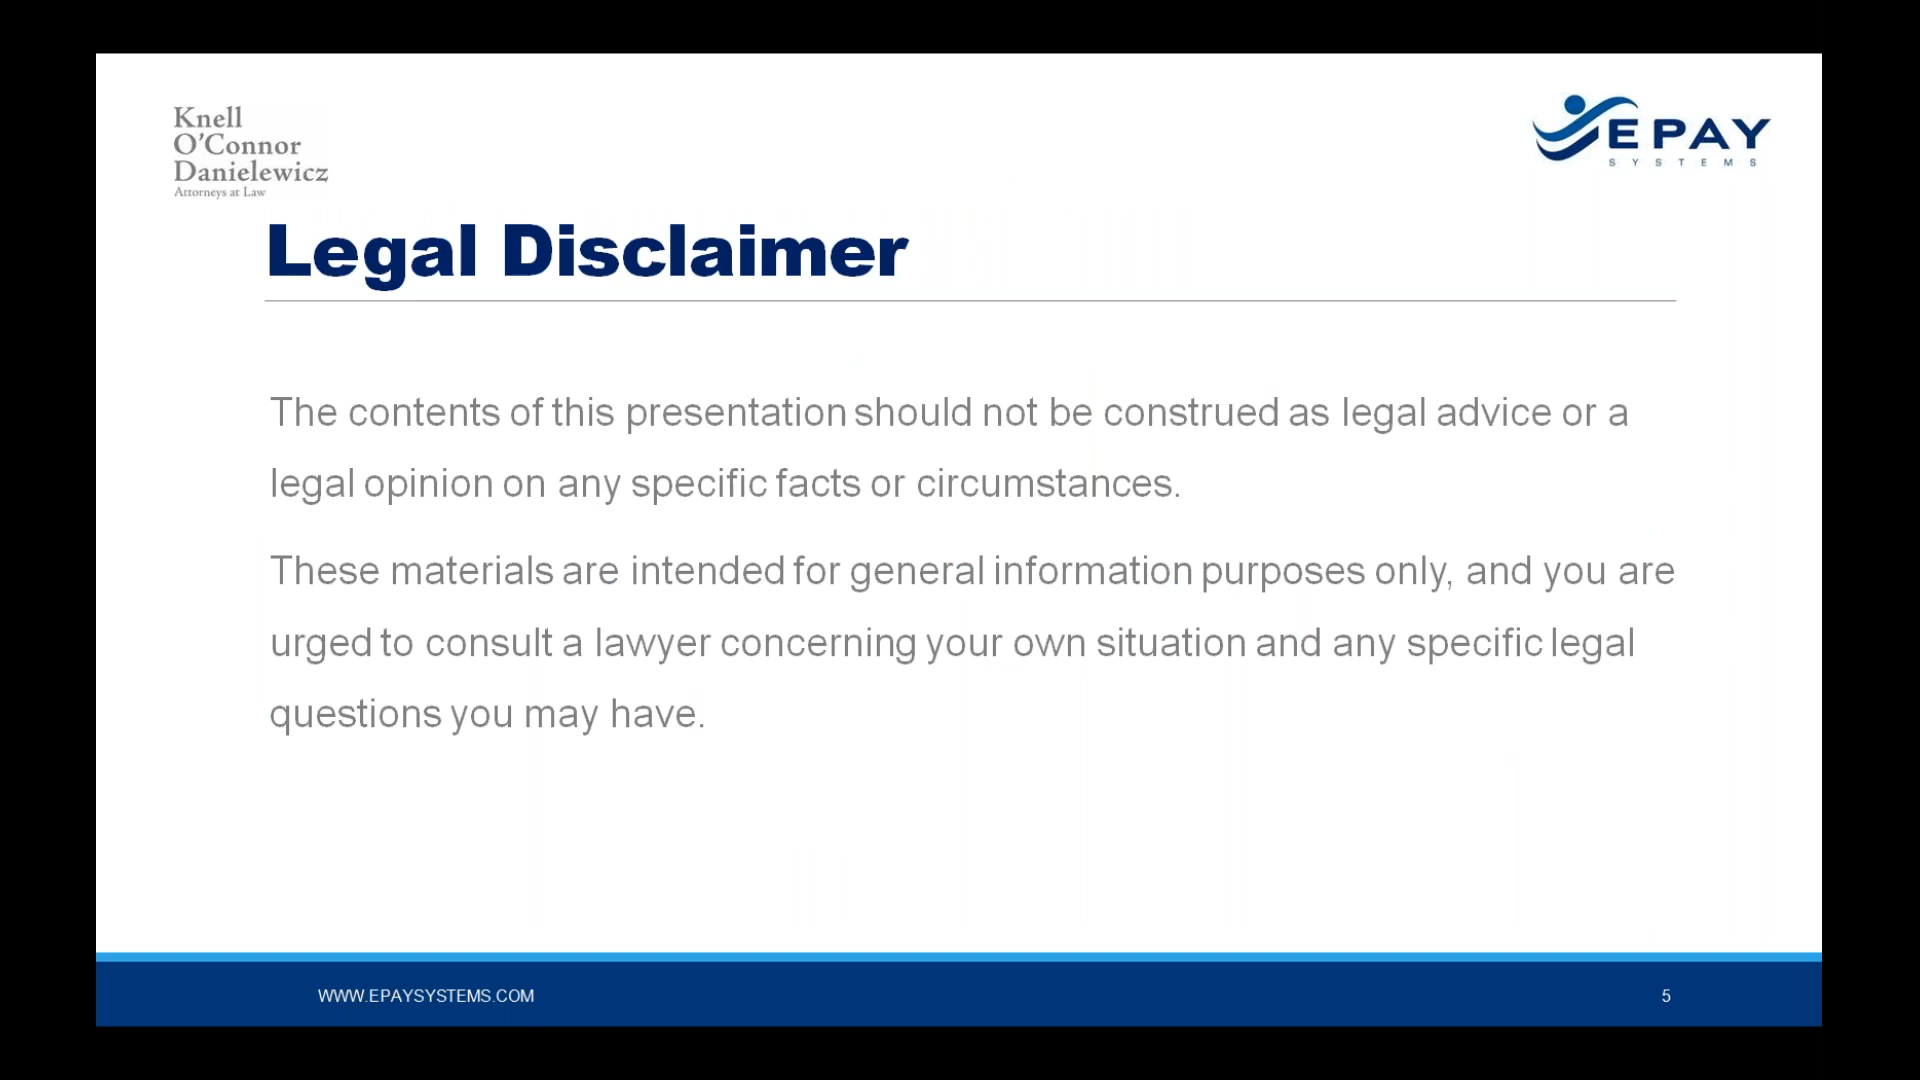 Knell
O'Connor
Danielewicz
Attorneys at Law
EPAY
SYSTEMS
Legal Disclaimer
The contents of this presentation should not be construed as legal advice or a
legal opinion on any specific facts or circumstances.
These materials are intended for general information purposes only, and you are
urged to consult a lawyer concerning your own situation and any specific legal
questions you may have.
WWW.EPAYSYSTEMS.COM
5